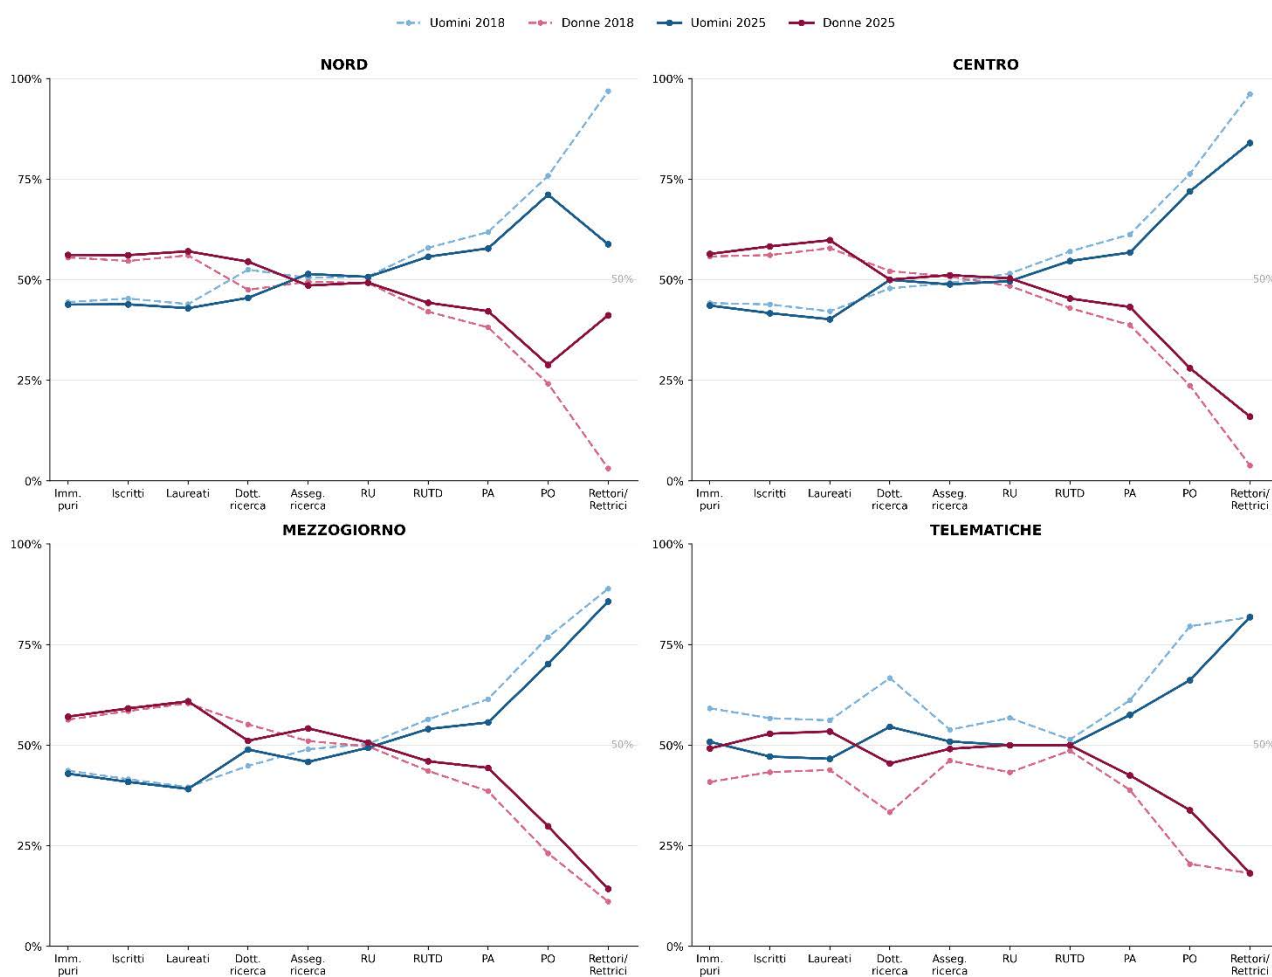 Uomini 2018 Donne 2018 Uomini 2025 Donne 2025
NORD
100%
75%
50%
25%
0%
50%
Imm. puri Iscritti Laureati Dott. ricerca Asseg. ricerca RU RUTD PA PO Rettori/ Rettrici
CENTRO
100%
75%
50%
25%
0%
50%
Imm. puri Iscritti Laureati Dott. ricerca Asseg. ricerca RU RUTD PA PO Rettori/ Rettrici
MEZZOGIORNO
100%
75%
50%
25%
0%
50%
Imm. puri Iscritti Laureati Dott. ricerca Asseg. ricerca RU RUTD PA PO Rettori/ Rettrici
TELEMATICHE
100%
75%
50%
25%
0%
50%
Imm. puri Iscritti Laureati Dott. ricerca Asseg. ricerca RU RUTD PA PO Rettori/ Rettrici